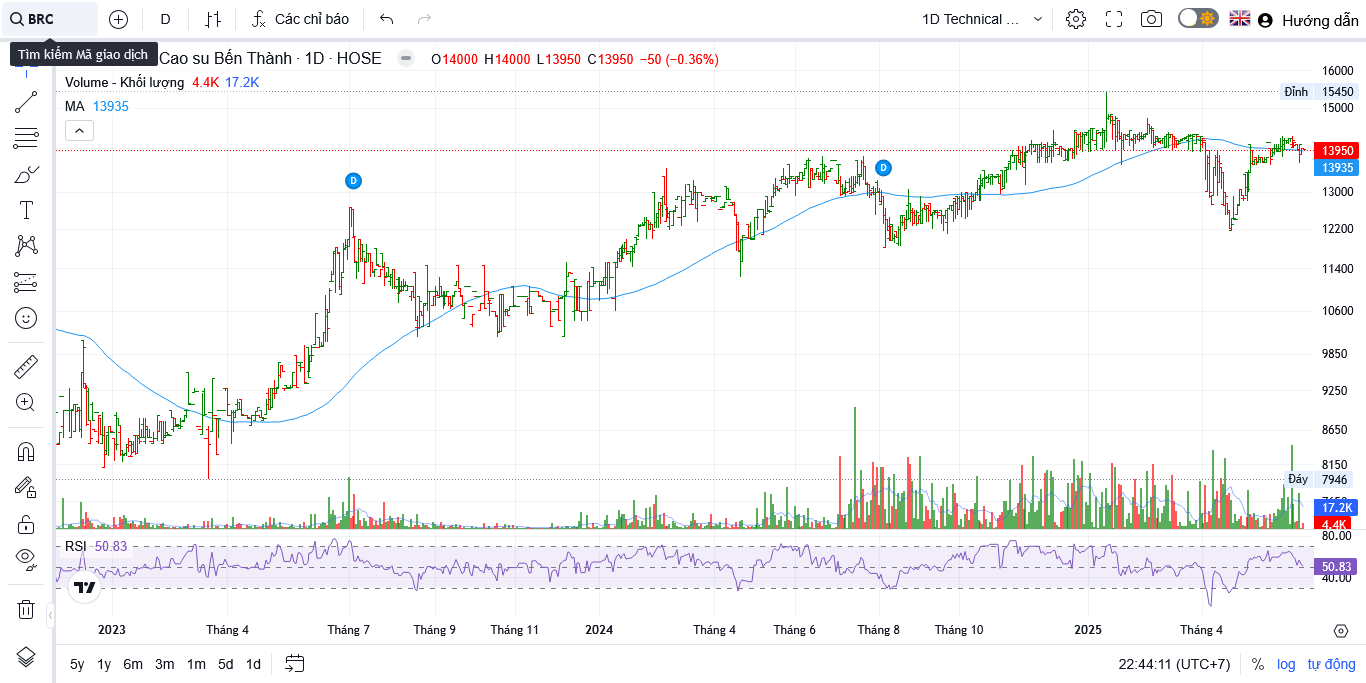 BRC
D
Các chỉ báo
1D Technical ...
Hướng dẫn
Tìm kiếm Mã giao dịch
Cao su Bến Thành · 1D · HOSE
O14000 H14000 L13950 C13950 −50 (−0.36%)
Volume - Khối lượng 4.4K 17.2K
MA 13935
16000
Đỉnh 15450
15000
13950
13935
D
D
13000
12200
11400
10600
9850
9250
8650
8150
Đáy 7946
17.2K
4.4K
RSI 50.83
80.00
50.83
40.00
2023 Tháng 4 Tháng 7 Tháng 9 Tháng 11 2024 Tháng 4 Tháng 6 Tháng 8 Tháng 10 2025 Tháng 4
5y 1y 6m 3m 1m 5d 1d
22:44:11 (UTC+7) % log tự động